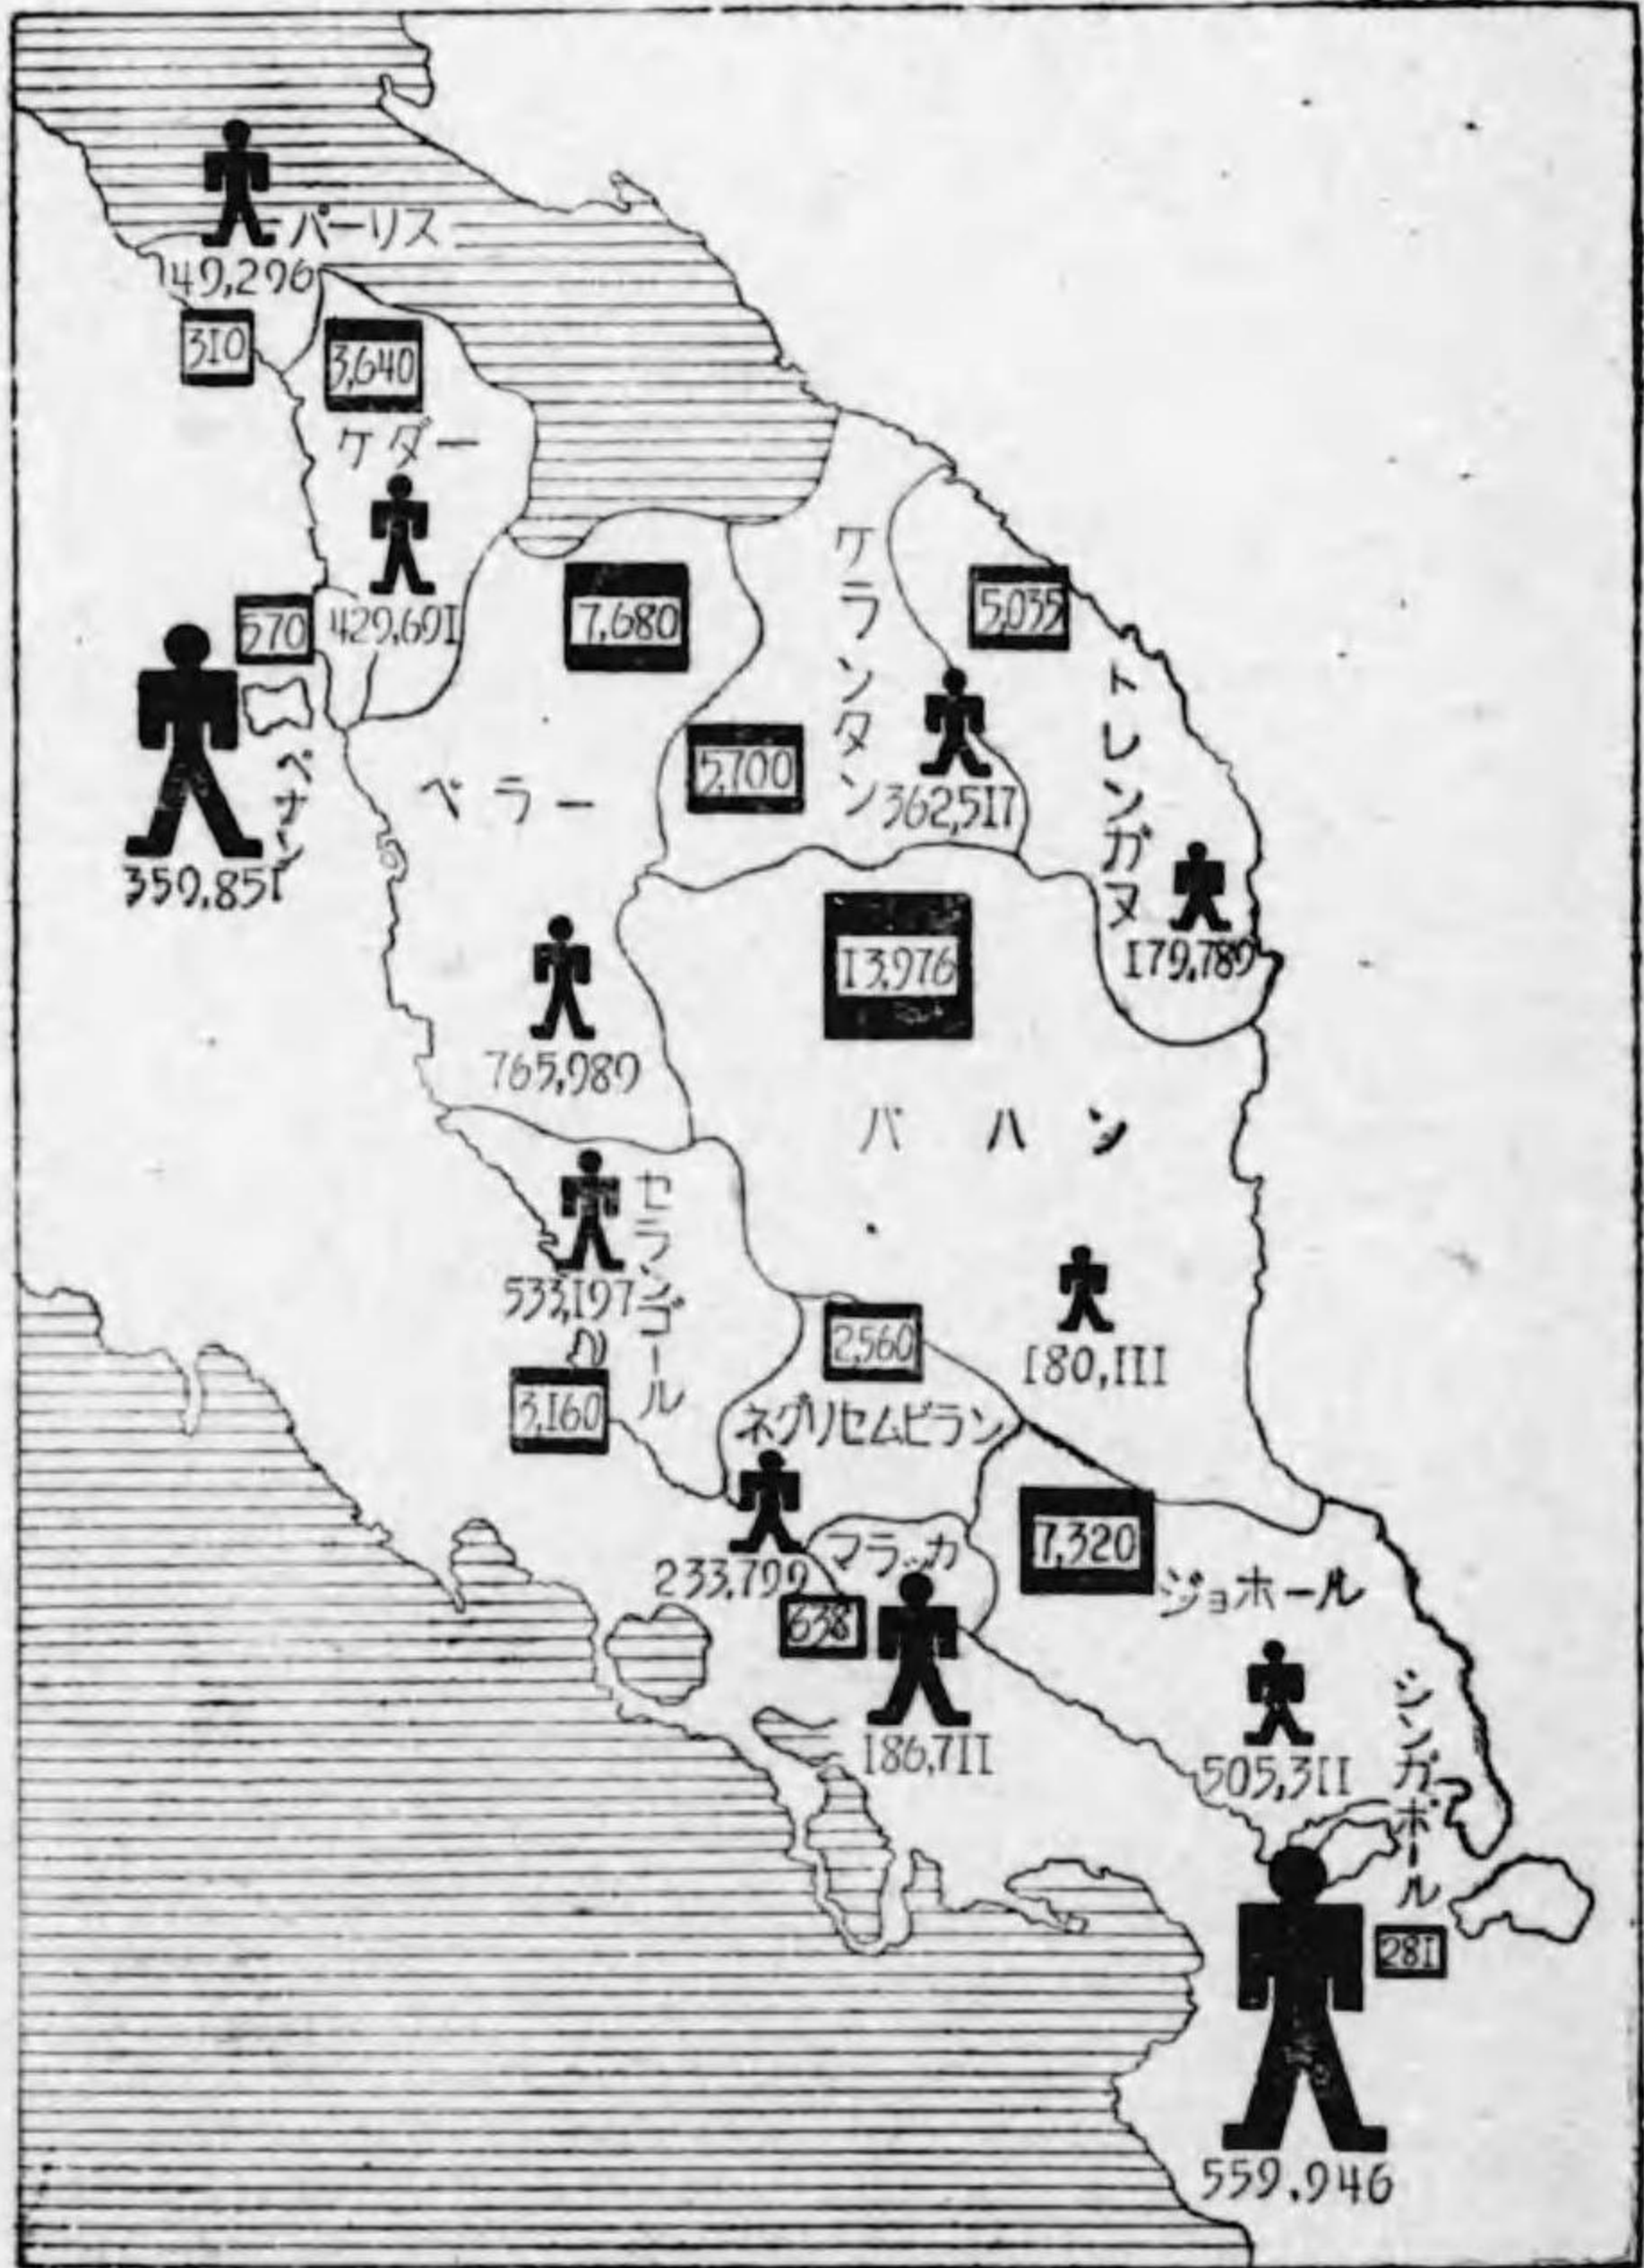 パーリス
49,296
310
3,640
ケダー
429,691
570
ペナン
359,851
7,680
ペラー
765,989
ケランタン
5,700
362,517
5,035
トレンガヌ
179,789
13,976
パハン
180,111
セランゴール
533,197
3,160
2,560
ネグリセムビラン
233,799
マラッカ
638
186,711
7,320
ジョホール
505,311
シンガポール
281
559,946